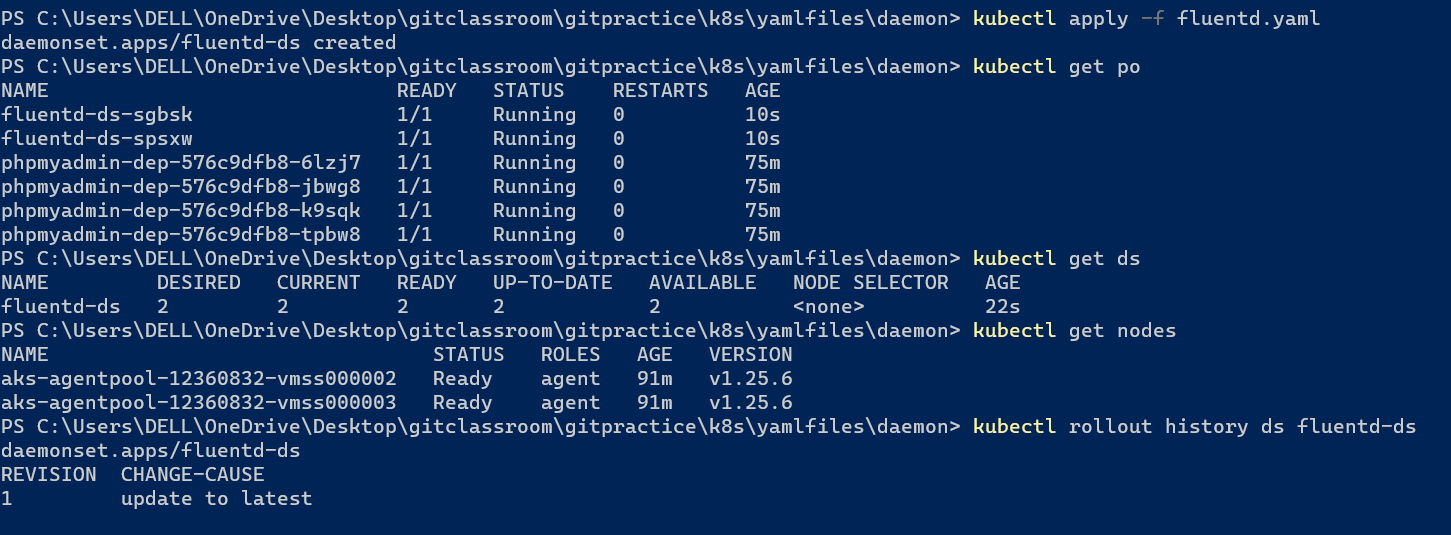 PS C:\Users\DELL\OneDrive\Desktop\gitclassroom\gitpractice\k8s\yamlfiles\daemon> kubectl apply -f fluentd.yaml
daemonset.apps/fluentd-ds created
PS C:\Users\DELL\OneDrive\Desktop\gitclassroom\gitpractice\k8s\yamlfiles\daemon> kubectl get po
NAME                             READY   STATUS    RESTARTS   AGE
fluentd-ds-sgbsk                 1/1     Running   0          10s
fluentd-ds-spsxw                 1/1     Running   0          10s
phpmyadmin-dep-576c9dfb8-6lzj7   1/1     Running   0          75m
phpmyadmin-dep-576c9dfb8-jbwg8   1/1     Running   0          75m
phpmyadmin-dep-576c9dfb8-k9sqk   1/1     Running   0          75m
phpmyadmin-dep-576c9dfb8-tpbw8   1/1     Running   0          75m
PS C:\Users\DELL\OneDrive\Desktop\gitclassroom\gitpractice\k8s\yamlfiles\daemon> kubectl get ds
NAME         DESIRED   CURRENT   READY   UP-TO-DATE   AVAILABLE   NODE SELECTOR   AGE
fluentd-ds   2         2         2       2            2           <none>          22s
PS C:\Users\DELL\OneDrive\Desktop\gitclassroom\gitpractice\k8s\yamlfiles\daemon> kubectl get nodes
NAME                                STATUS   ROLES   AGE   VERSION
aks-agentpool-12360832-vmss000002   Ready    agent   91m   v1.25.6
aks-agentpool-12360832-vmss000003   Ready    agent   91m   v1.25.6
PS C:\Users\DELL\OneDrive\Desktop\gitclassroom\gitpractice\k8s\yamlfiles\daemon> kubectl rollout history ds fluentd-ds
daemonset.apps/fluentd-ds
REVISION  CHANGE-CAUSE
1         update to latest